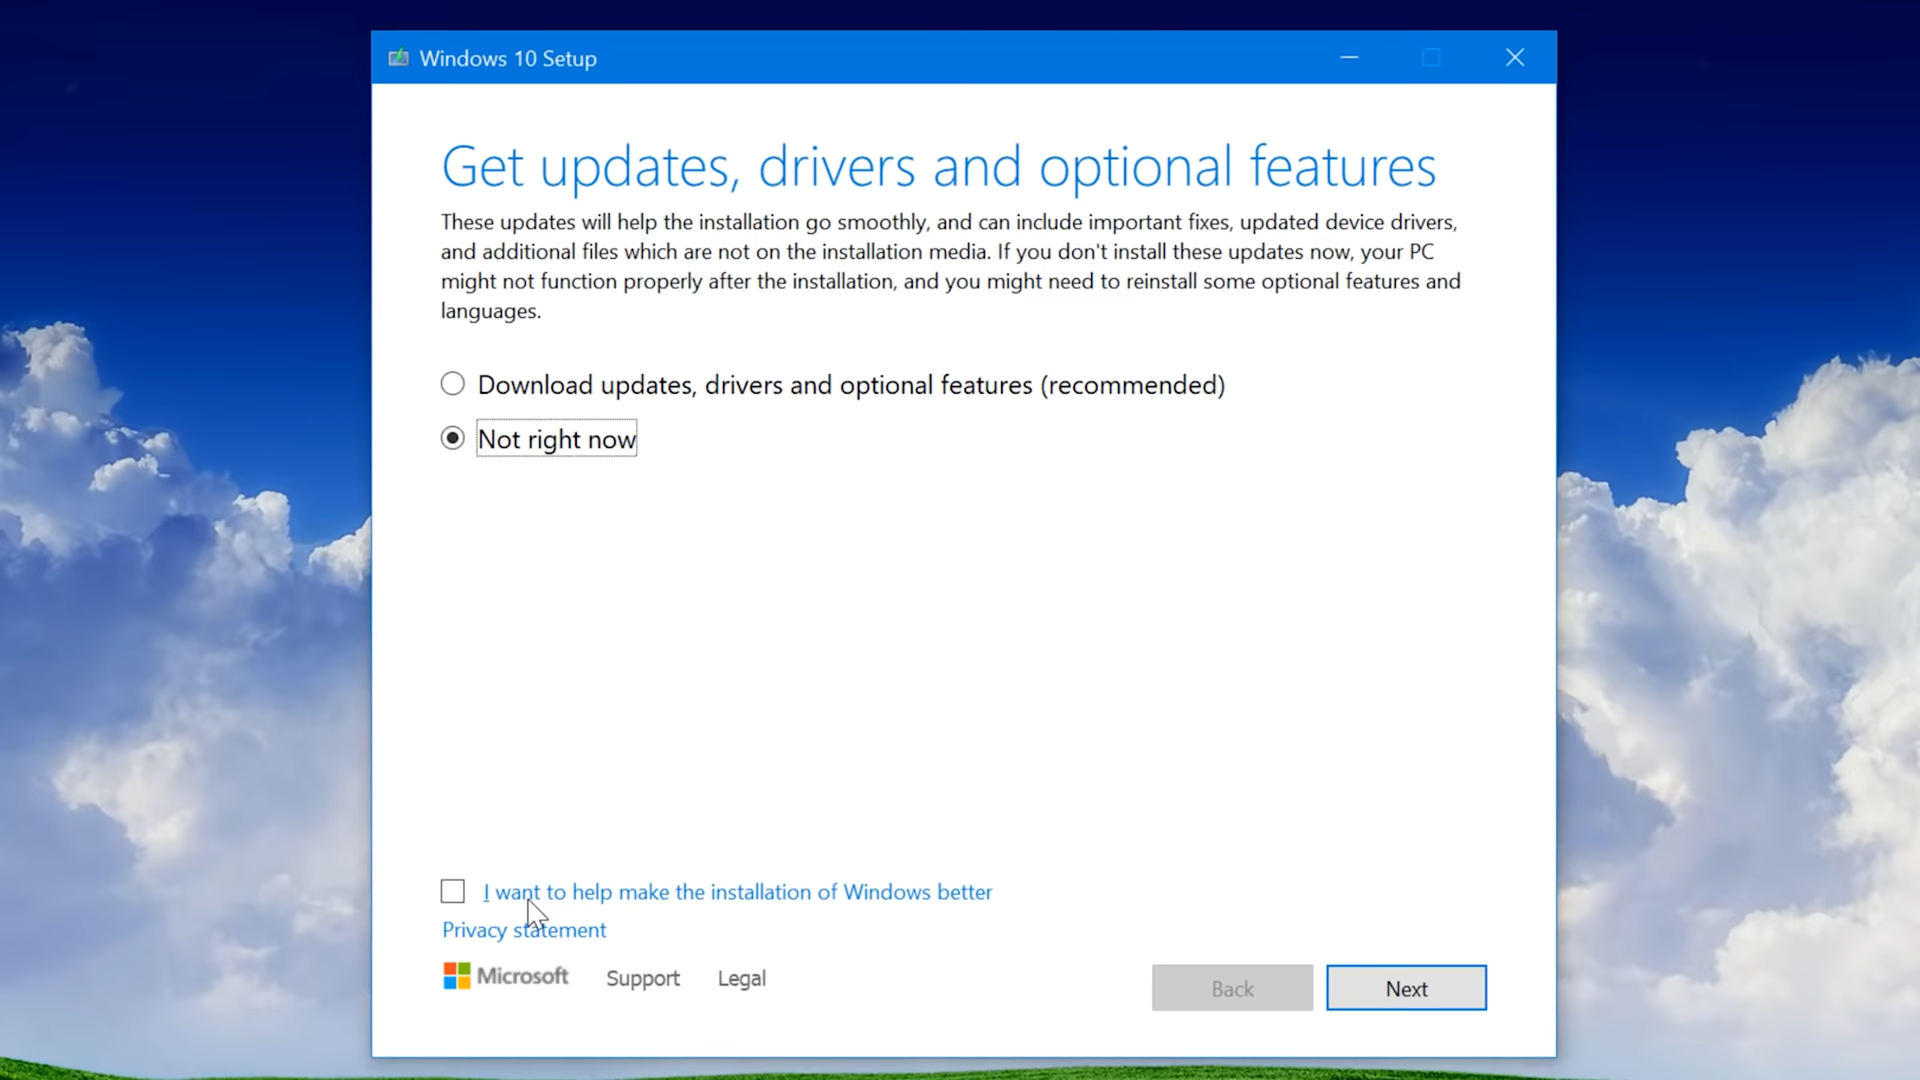 Windows 10 Setup
Get updates, drivers and optional features
These updates will help the installation go smoothly, and can include important fixes, updated device drivers,
and additional files which are not on the installation media. If you don't install these updates now, your PC
might not function properly after the installation, and you might need to reinstall some optional features and
languages.
Download updates, drivers and optional features (recommended)
Not right now
I want to help make the installation of Windows better
Privacy statement
Microsoft Support Legal Back Next